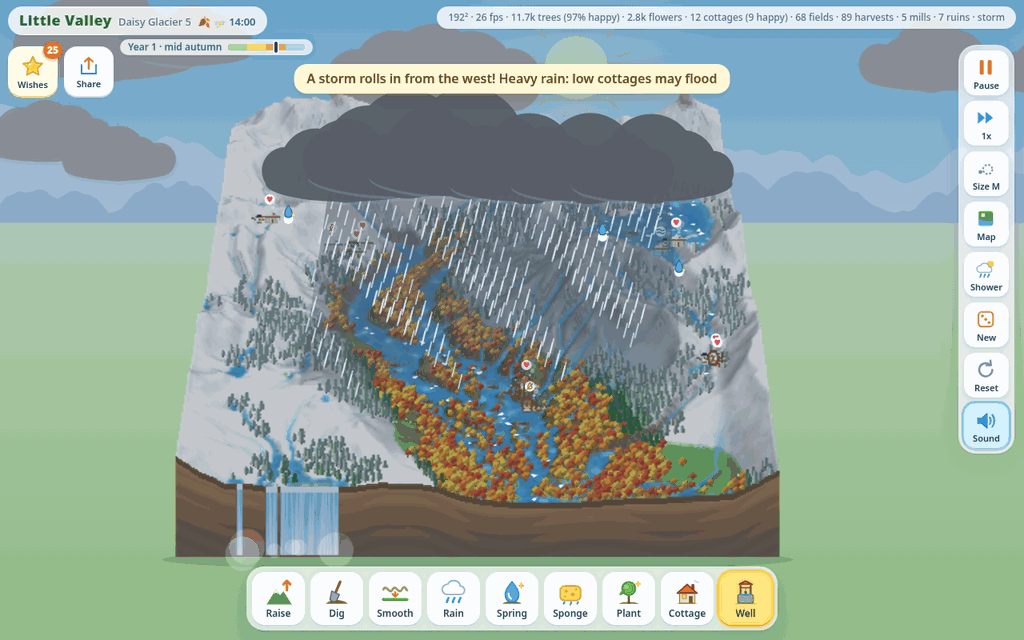 Little Valley Daisy Glacier 5 14:00
192² · 26 fps · 11.7k trees (97% happy) · 2.8k flowers · 12 cottages (9 happy) · 68 fields · 89 harvests · 5 mills · 7 ruins · storm
Year 1 · mid autumn
25
Wishes
Share
A storm rolls in from the west! Heavy rain: low cottages may flood
Pause
1x
Size M
Map
Shower
New
Reset
Sound
Raise
Dig
Smooth
Rain
Spring
Sponge
Plant
Cottage
Well